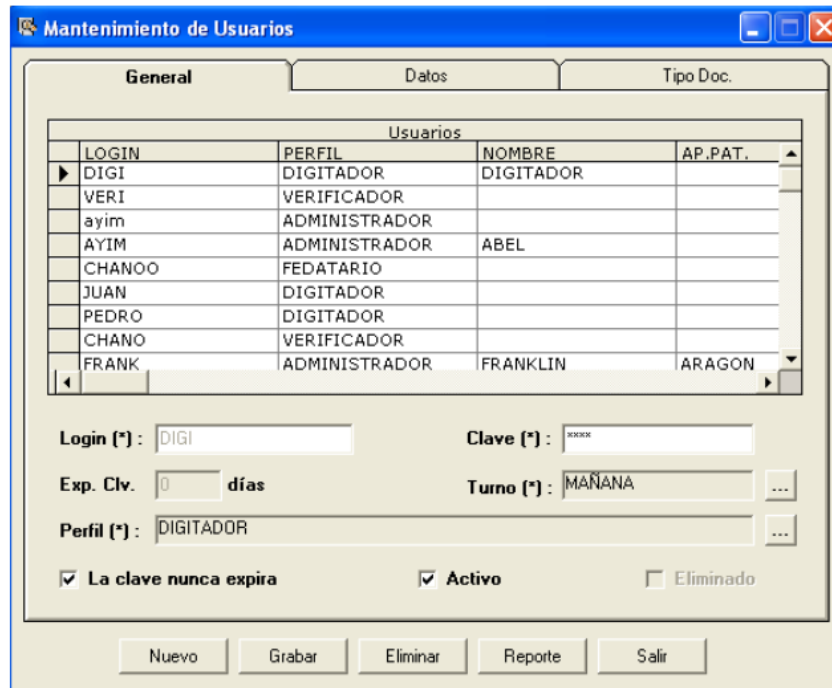 Mantenimiento de Usuarios
General Datos Tipo Doc.
Usuarios
LOGIN PERFIL NOMBRE AP.PAT.
DIGI DIGITADOR DIGITADOR
VERI VERIFICADOR
ayim ADMINISTRADOR
AYIM ADMINISTRADOR ABEL
CHANOO FEDATARIO
JUAN DIGITADOR
PEDRO DIGITADOR
CHANO VERIFICADOR
FRANK ADMINISTRADOR FRANKLIN ARAGON
Login (*) : DIGI Clave (*) : ****
Exp. Clv. 0 días Turno (*) : MAÑANA ...
Perfil (*) : DIGITADOR ...
La clave nunca expira Activo Eliminado
Nuevo Grabar Eliminar Reporte Salir